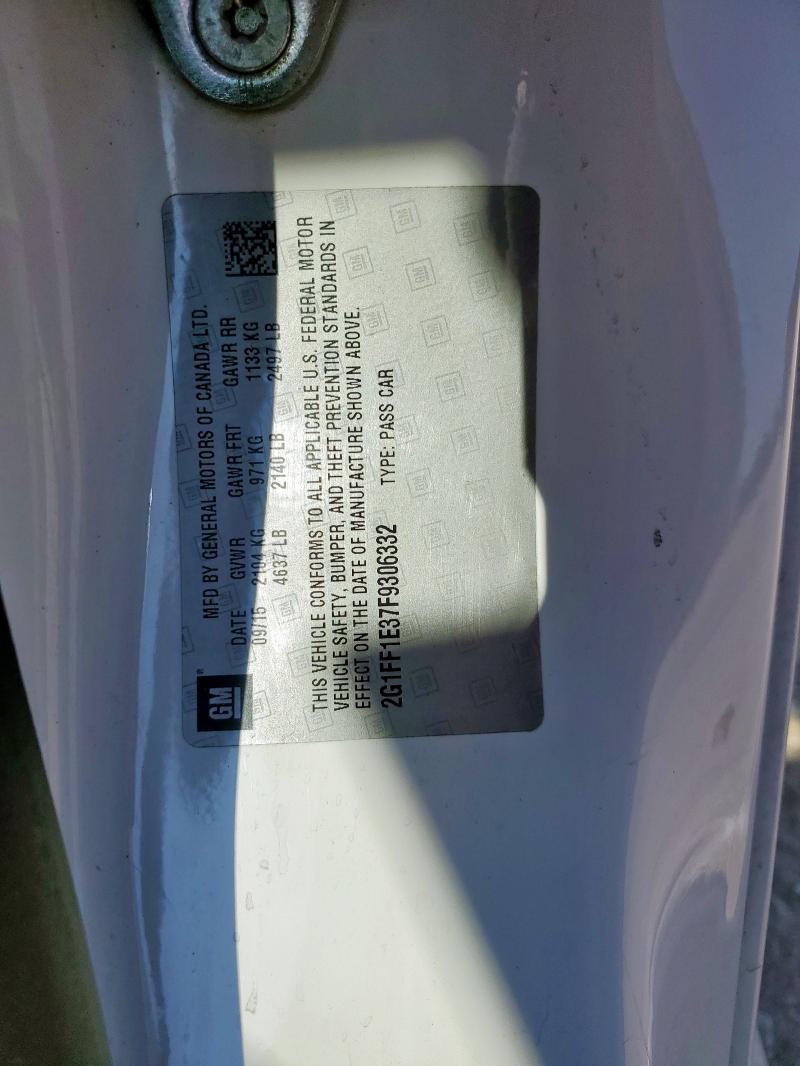 GM®
MFD BY GENERAL MOTORS OF CANADA LTD.
DATE GVWR GAWR FRT GAWR RR
09/15 2104 KG 971 KG 1133 KG
4637 LB 2140 LB 2497 LB
THIS VEHICLE CONFORMS TO ALL APPLICABLE U.S. FEDERAL MOTOR
VEHICLE SAFETY, BUMPER, AND THEFT PREVENTION STANDARDS IN
EFFECT ON THE DATE OF MANUFACTURE SHOWN ABOVE.
2G1FF1E37F9306332 TYPE: PASS CAR